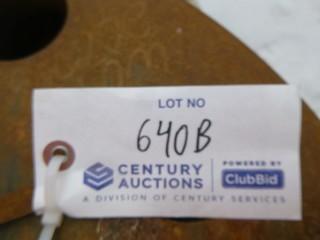 LOT NO
640B
CENTURY AUCTIONS
POWERED BY
ClubBid
A DIVISION OF CENTURY SERVICES